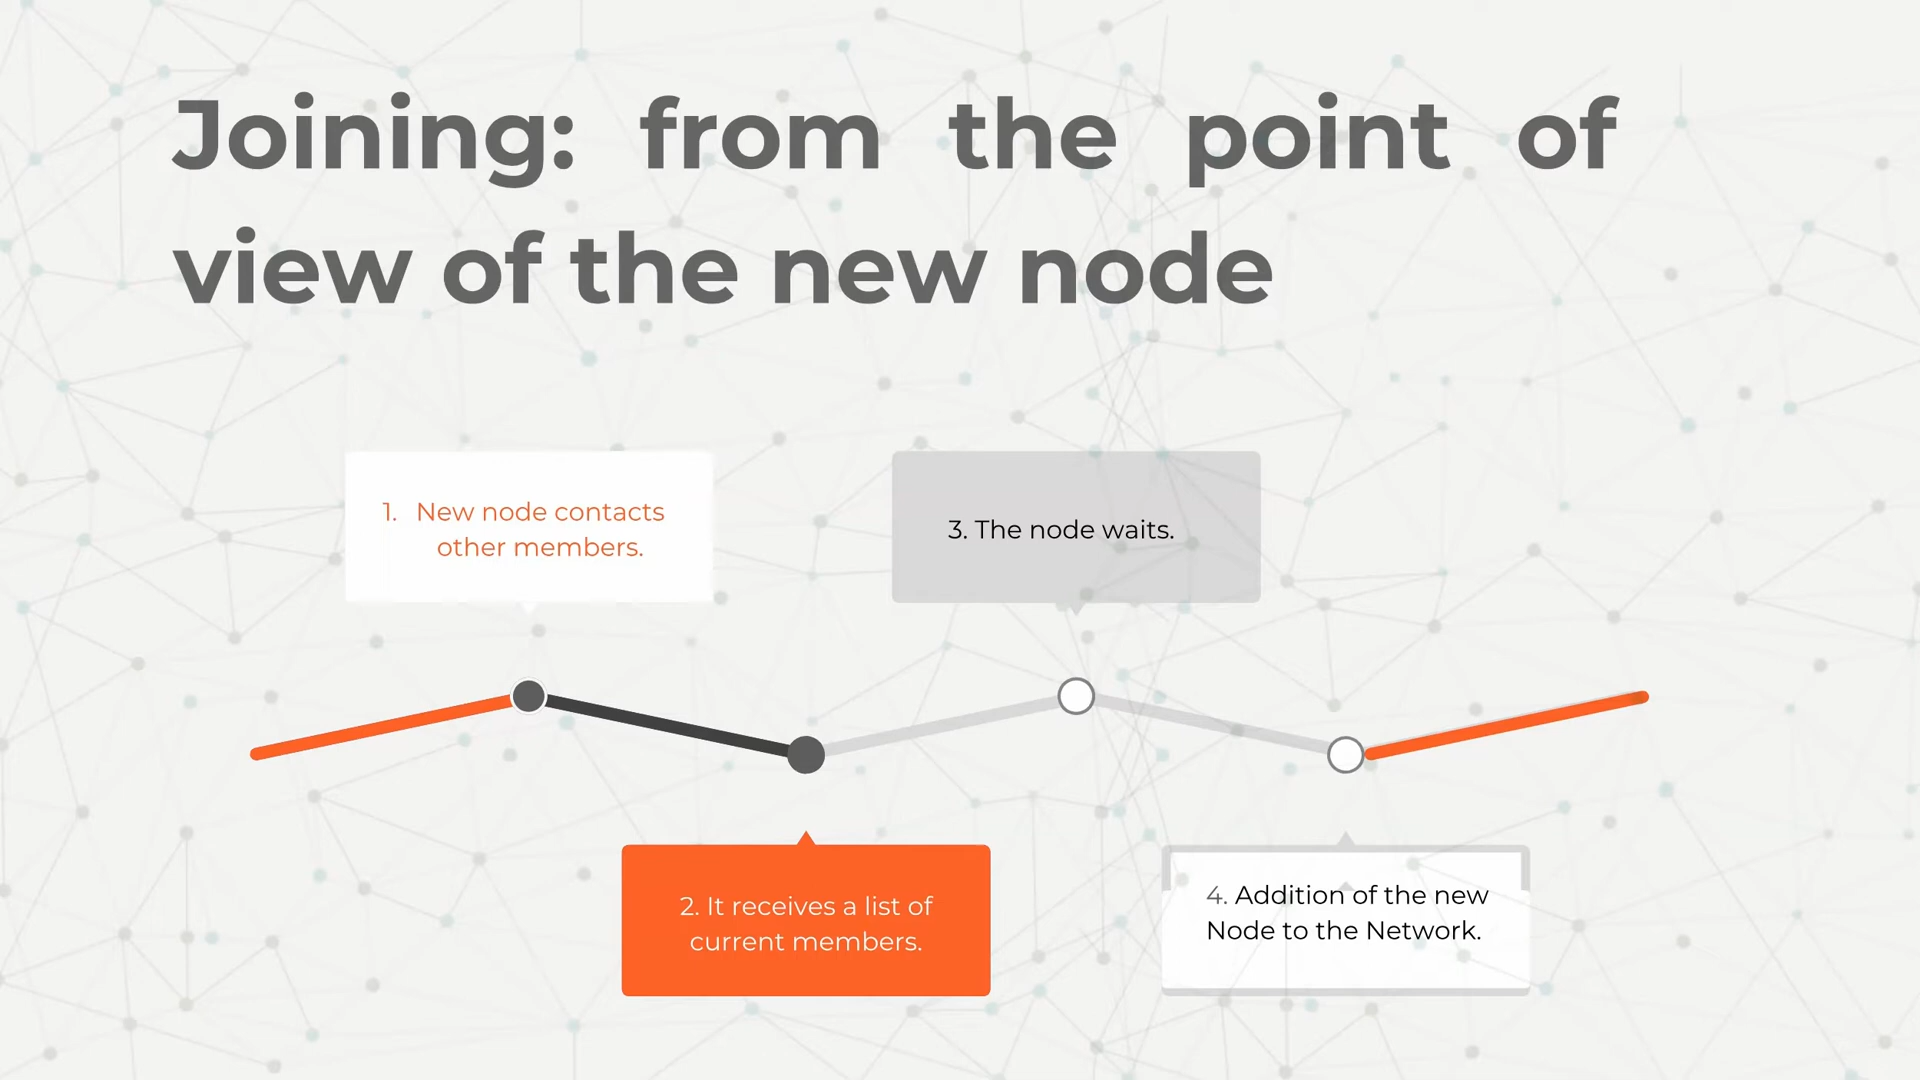 Joining: from the point of
view of the new node
1. New node contacts
other members.
3. The node waits.
2. It receives a list of
current members.
4. Addition of the new
Node to the Network.